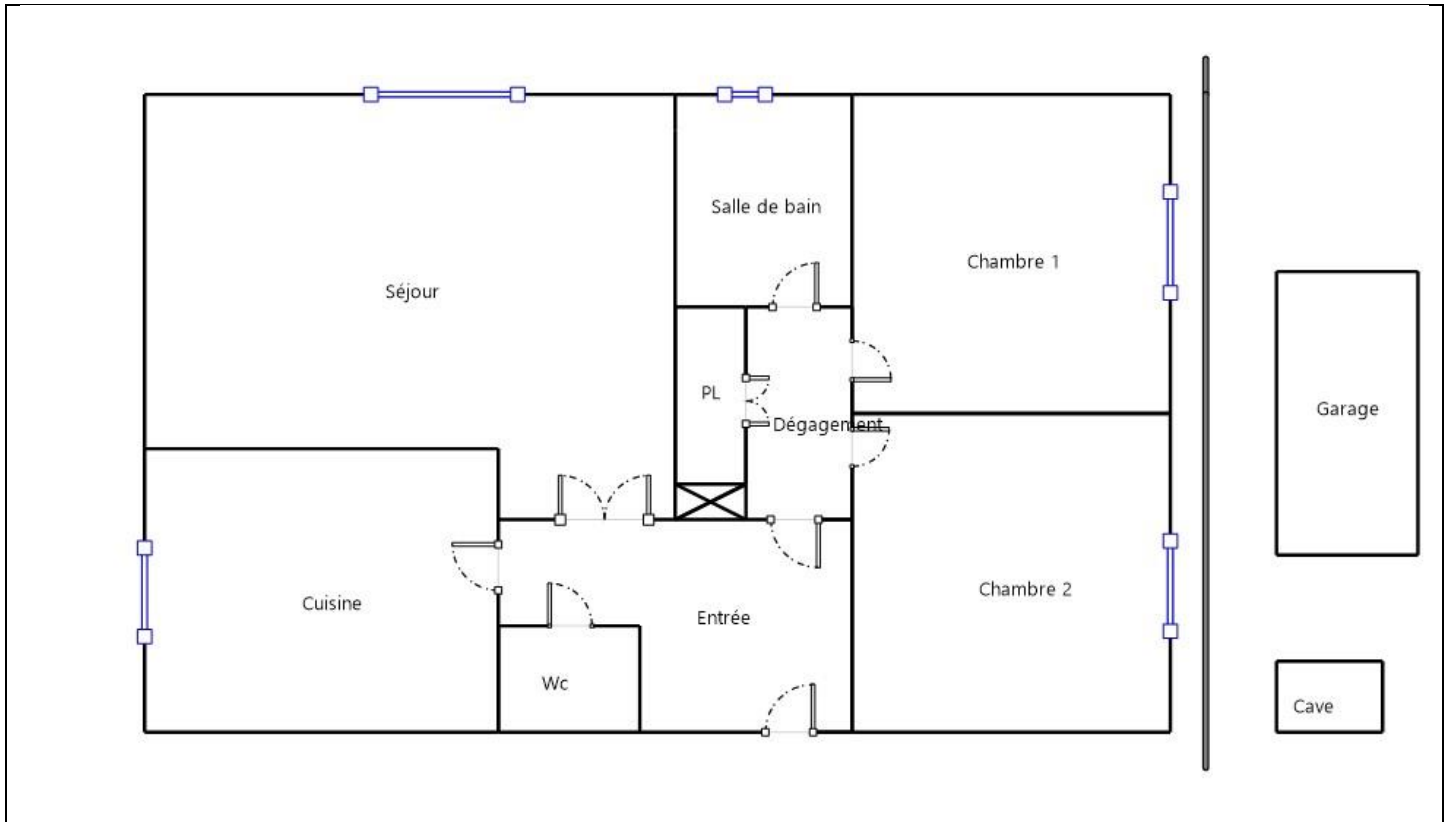 Salle de bain
Chambre 1
Séjour
PL
Dégagement
Garage
Cuisine
Entrée
Chambre 2
Wc
Cave